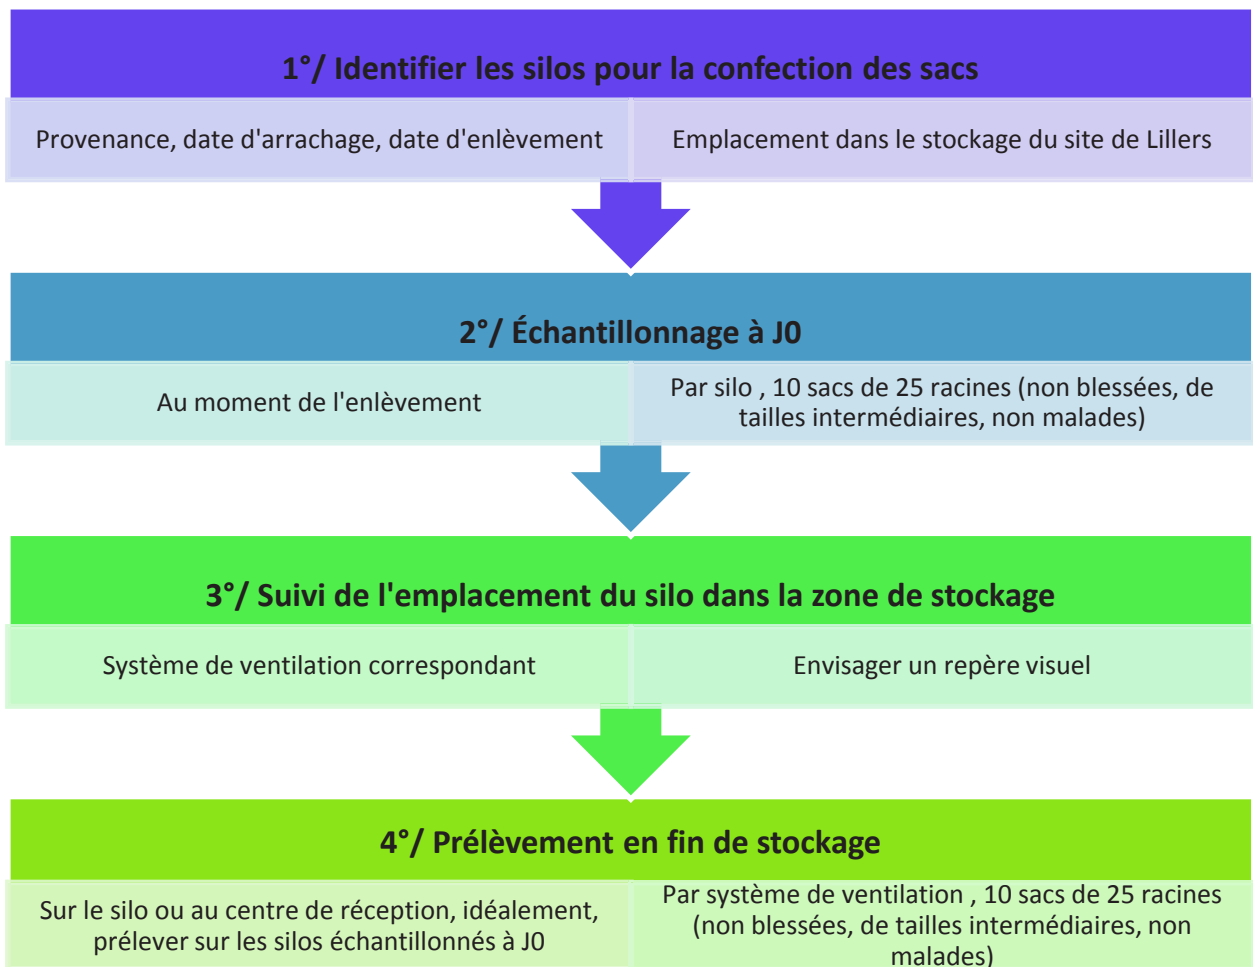 1°/ Identifier les silos pour la confection des sacs
Provenance, date d'arrachage, date d'enlèvement
Emplacement dans le stockage du site de Lillers
2°/ Échantillonnage à J0
Au moment de l'enlèvement
Par silo , 10 sacs de 25 racines (non blessées, de
tailles intermédiaires, non malades)
3°/ Suivi de l'emplacement du silo dans la zone de stockage
Système de ventilation correspondant
Envisager un repère visuel
4°/ Prélèvement en fin de stockage
Sur le silo ou au centre de réception, idéalement,
prélever sur les silos échantillonnés à J0
Par système de ventilation , 10 sacs de 25 racines
(non blessées, de tailles intermédiaires, non
malades)